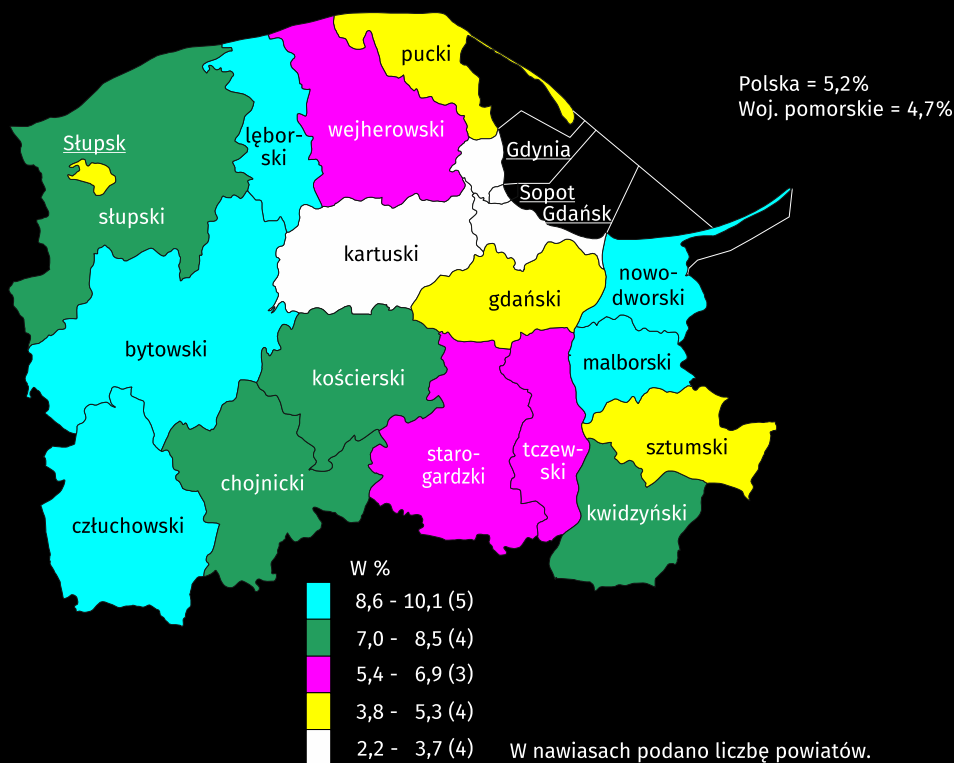 pucki
Polska = 5,2%
Woj. pomorskie = 4,7%
wejherowski
lębor-
ski
Słupsk
Gdynia
Sopot
Gdańsk
słupski
kartuski
nowo-
dworski
gdański
bytowski
malborski
kościerski
sztumski
staro-
gardzki
tczew-
ski
chojnicki
kwidzyński
człuchowski
W %
8,6 - 10,1 (5)
7,0 - 8,5 (4)
5,4 - 6,9 (3)
3,8 - 5,3 (4)
2,2 - 3,7 (4)
W nawiasach podano liczbę powiatów.